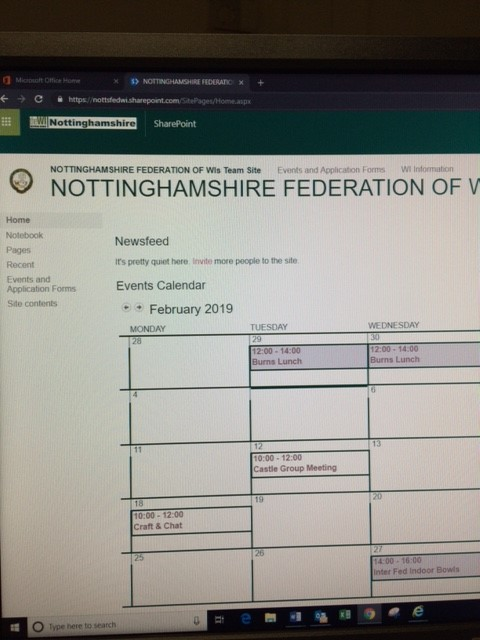 Microsoft Office Home
NOTTINGHAMSHIRE FEDERATIO
https://nottsfedwi.sharepoint.com/SitePages/Home.aspx
WI Nottinghamshire
SharePoint
NOTTINGHAMSHIRE FEDERATION OF WIs Team Site Events and Application Forms WI Information
NOTTINGHAMSHIRE FEDERATION OF W
Home
Notebook
Pages
Recent
Events and
Application Forms
Site contents
Newsfeed
It's pretty quiet here. Invite more people to the site.
Events Calendar
February 2019
MONDAY TUESDAY WEDNESDAY
28 29 30
12:00 - 14:00 12:00 - 14:00
Burns Lunch Burns Lunch
4 6
11 12 13
10:00 - 12:00
Castle Group Meeting
18 19 20
10:00 - 12:00
Craft & Chat
25 26 27
14:00 - 16:00
Inter Fed Indoor Bowls
Type here to search